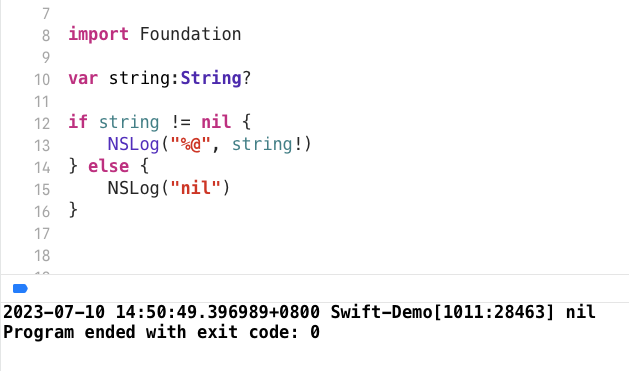 7
8 import Foundation
9
10 var string:String?
11
12 if string != nil {
13     NSLog("%@", string!)
14 } else {
15     NSLog("nil")
16 }
17
18
2023-07-10 14:50:49.396989+0800 Swift-Demo[1011:28463] nil
Program ended with exit code: 0